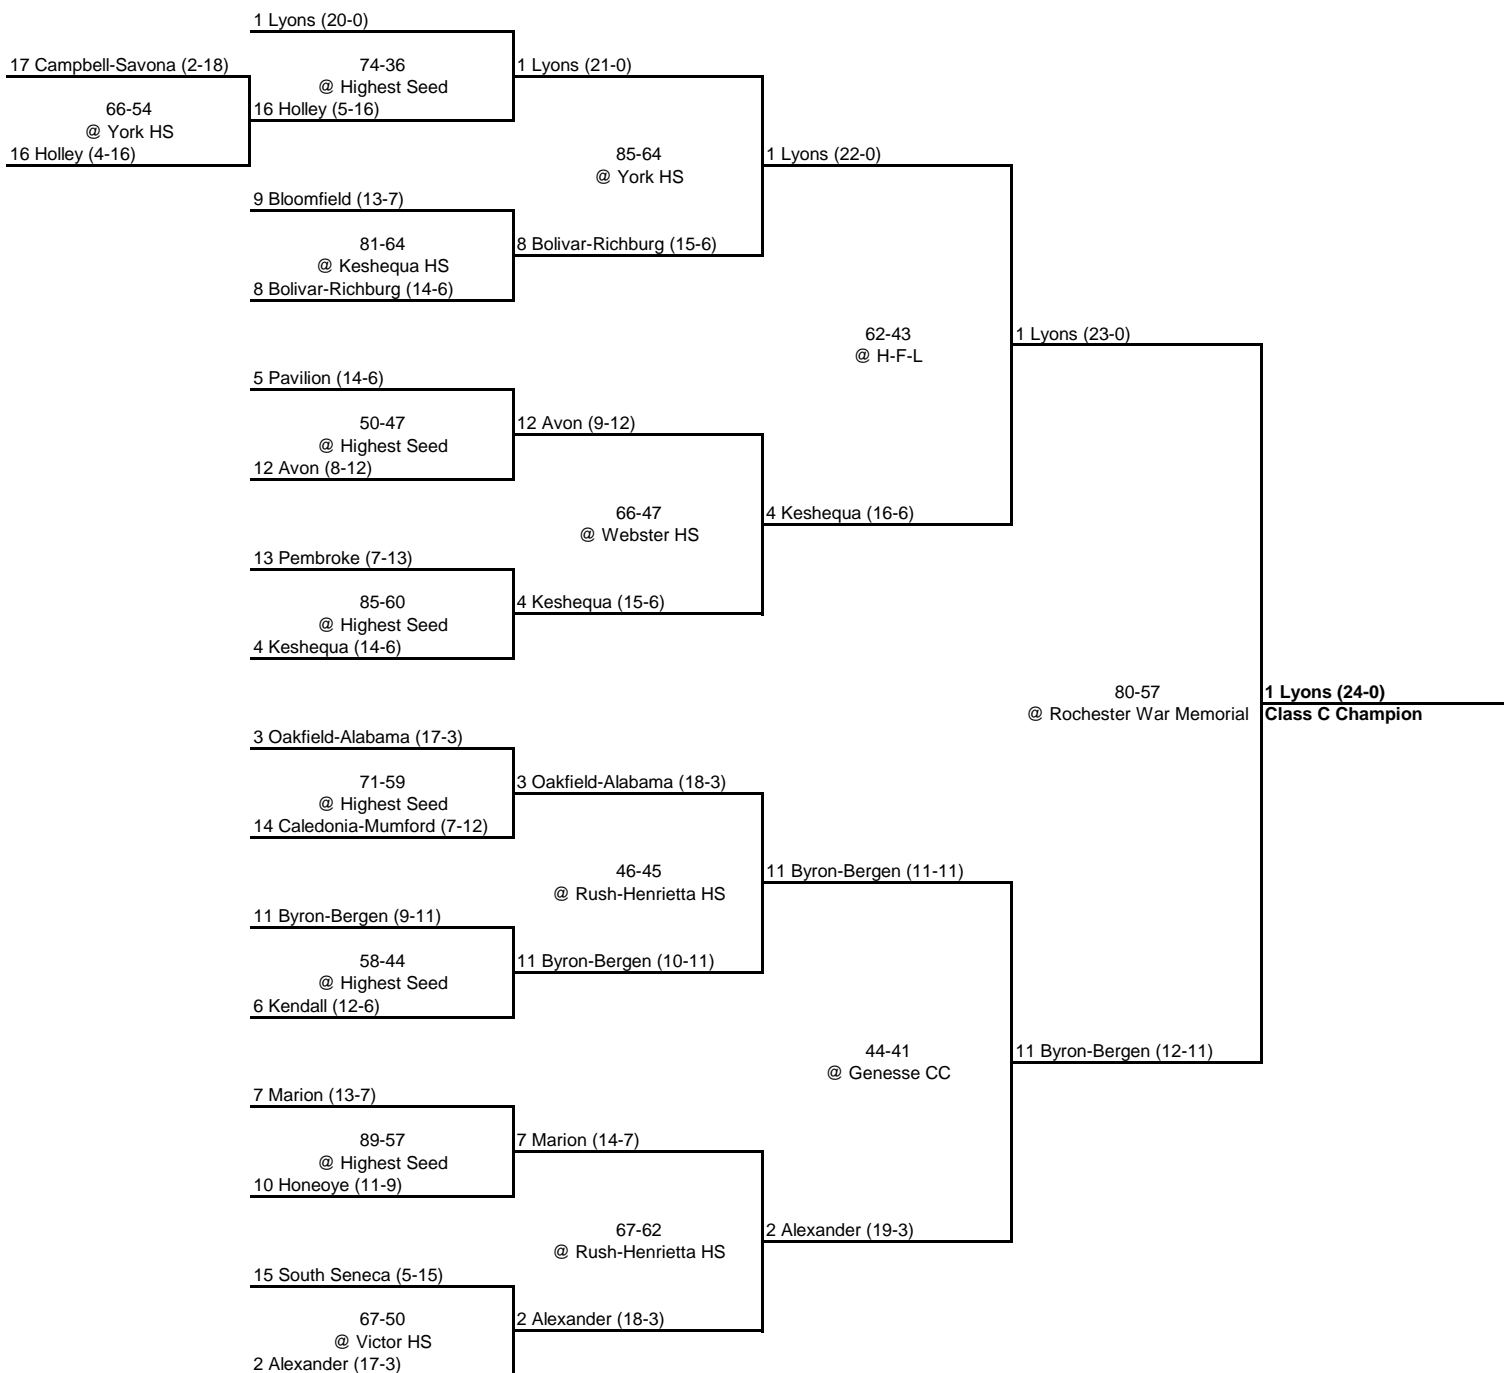 1 Lyons (20-0)
17 Campbell-Savona (2-18)
74-36
1 Lyons (21-0)
@ Highest Seed
66-54
16 Holley (5-16)
@ York HS
16 Holley (4-16)
85-64
1 Lyons (22-0)
@ York HS
9 Bloomfield (13-7)
81-64
8 Bolivar-Richburg (15-6)
@ Keshequa HS
8 Bolivar-Richburg (14-6)
62-43
1 Lyons (23-0)
@ H-F-L
5 Pavilion (14-6)
50-47
12 Avon (9-12)
@ Highest Seed
12 Avon (8-12)
66-47
4 Keshequa (16-6)
@ Webster HS
13 Pembroke (7-13)
85-60
4 Keshequa (15-6)
@ Highest Seed
4 Keshequa (14-6)
80-57
1 Lyons (24-0)
@ Rochester War Memorial
Class C Champion
3 Oakfield-Alabama (17-3)
71-59
3 Oakfield-Alabama (18-3)
@ Highest Seed
14 Caledonia-Mumford (7-12)
46-45
11 Byron-Bergen (11-11)
@ Rush-Henrietta HS
11 Byron-Bergen (9-11)
58-44
11 Byron-Bergen (10-11)
@ Highest Seed
6 Kendall (12-6)
44-41
11 Byron-Bergen (12-11)
@ Genesse CC
7 Marion (13-7)
89-57
7 Marion (14-7)
@ Highest Seed
10 Honeoye (11-9)
67-62
2 Alexander (19-3)
@ Rush-Henrietta HS
15 South Seneca (5-15)
67-50
2 Alexander (18-3)
@ Victor HS
2 Alexander (17-3)